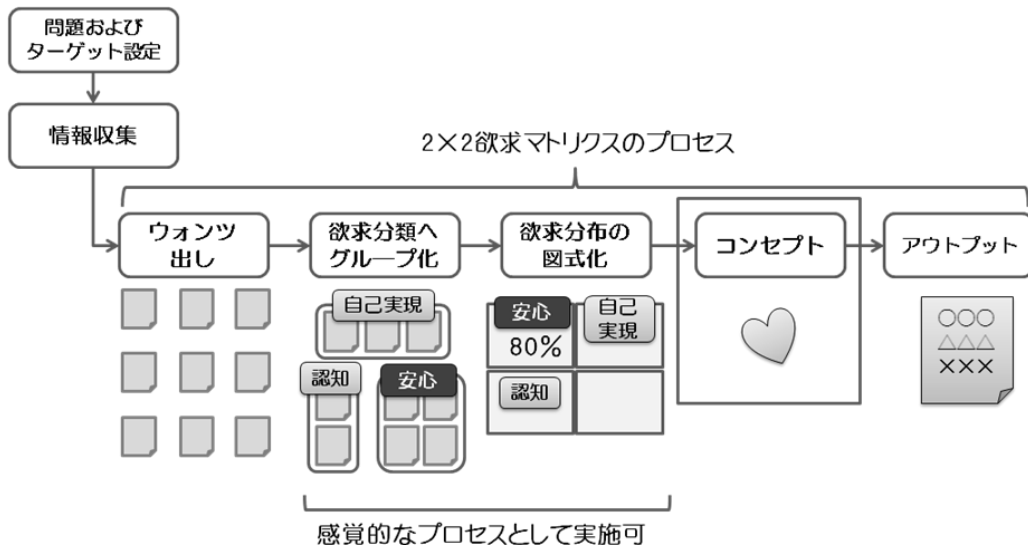 問題および
ターゲット設定
情報収集
2×2欲求マトリクスのプロセス
ウォンツ
出し
欲求分類へ
グループ化
欲求分布の
図式化
コンセプト
アウトプット
自己実現
認知
安心
安心
80%
自己
実現
認知
○○○
△△△
×××
感覚的なプロセスとして実施可